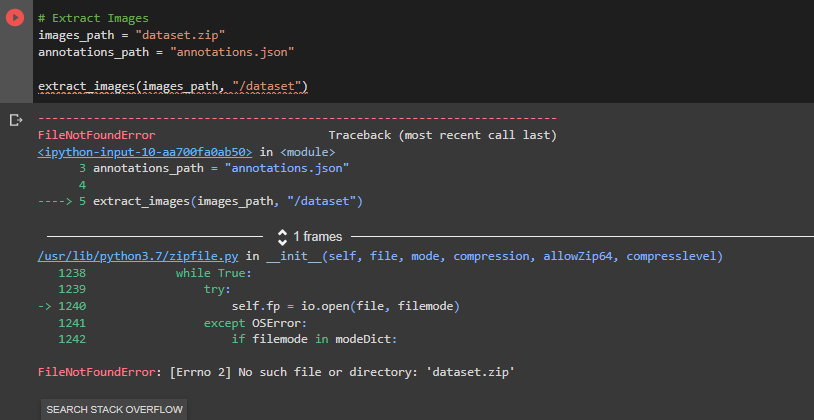 # Extract Images
images_path = "dataset.zip"
annotations_path = "annotations.json"
extract_images(images_path, "/dataset")
---------------------------------------------------------------------------
FileNotFoundError                         Traceback (most recent call last)
<ipython-input-10-aa700fa0ab50> in <module>
      3 annotations_path = "annotations.json"
      4
----> 5 extract_images(images_path, "/dataset")
1 frames
/usr/lib/python3.7/zipfile.py in __init__(self, file, mode, compression, allowZip64, compresslevel)
   1238             while True:
   1239                 try:
-> 1240                     self.fp = io.open(file, filemode)
   1241                 except OSError:
   1242                     if filemode in modeDict:
FileNotFoundError: [Errno 2] No such file or directory: 'dataset.zip'
SEARCH STACK OVERFLOW